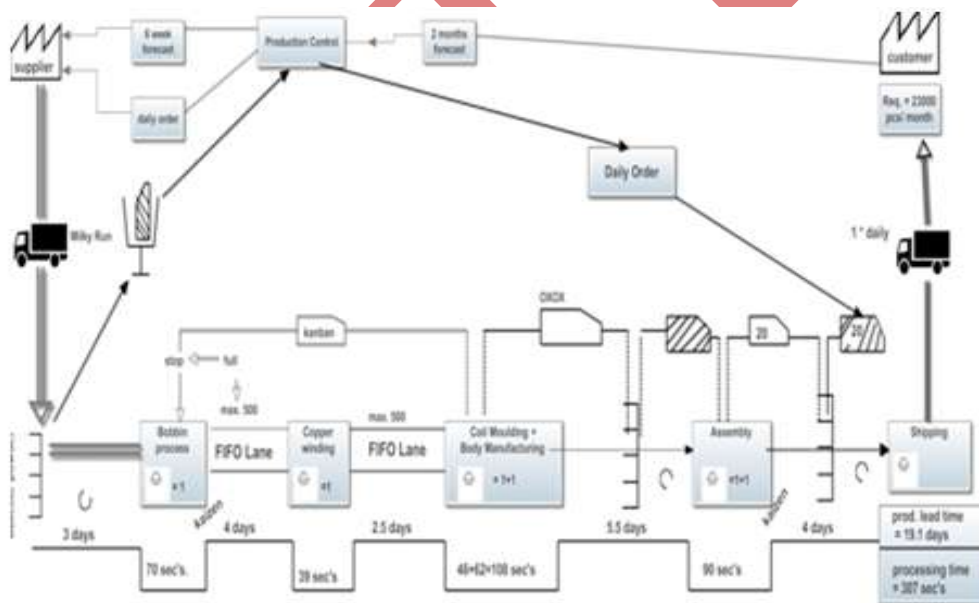 supplier
6 week
forecast
Production Control
2 months
forecast
customer
daily order
Req. = 23000
pcs/ month
Daily Order
Milky Run
1 * daily
OXOX
kanban
20
20
stop
full
max. 500
max. 500
Bobbin
process
= 1
FIFO Lane
Copper
winding
=1
FIFO Lane
Coil Moulding +
Body Manufacturing
= 1+1
Assembly
=1+1
Shipping
kaizen
kaizen
3 days
4 days
2.5 days
5.5 days
4 days
prod. lead time
= 19.1 days
70 sec's.
39 sec's
46+62=108 sec's
90 sec's
processing time
= 307 sec's